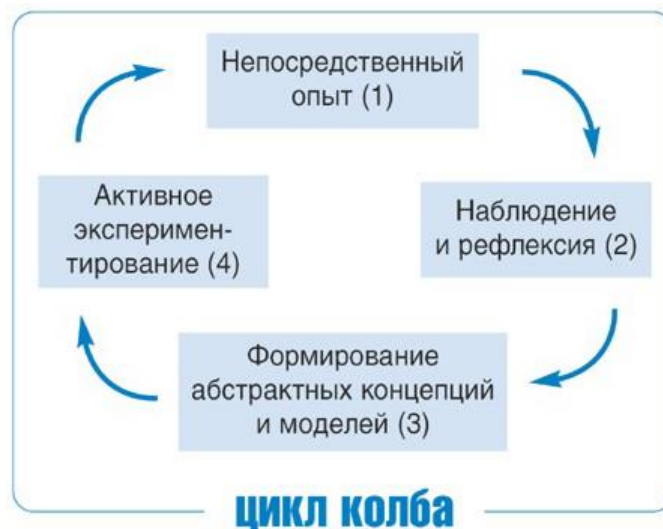 Непосредственный
опыт (1)
Наблюдение
и рефлексия (2)
Формирование
абстрактных концепций
и моделей (3)
Активное
эксперимен-
тирование (4)
цикл колба